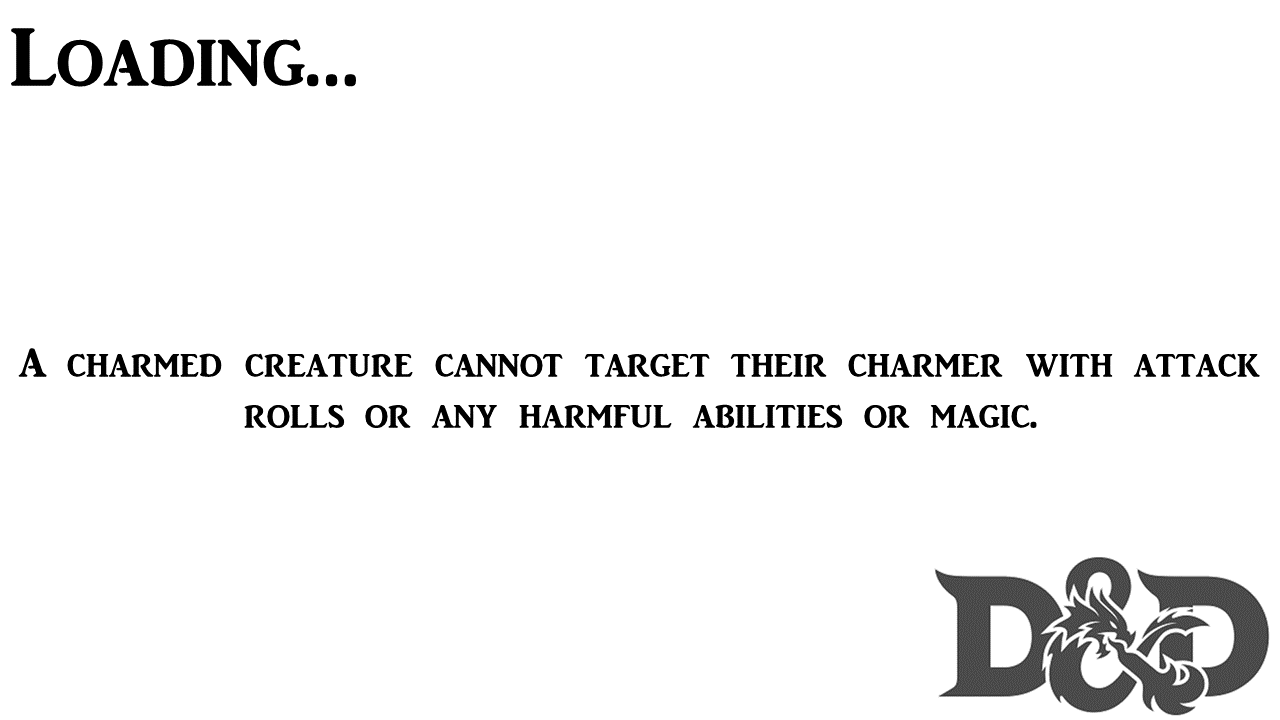 Loading...
A charmed creature cannot target their charmer with attack
rolls or any harmful abilities or magic.
D&D